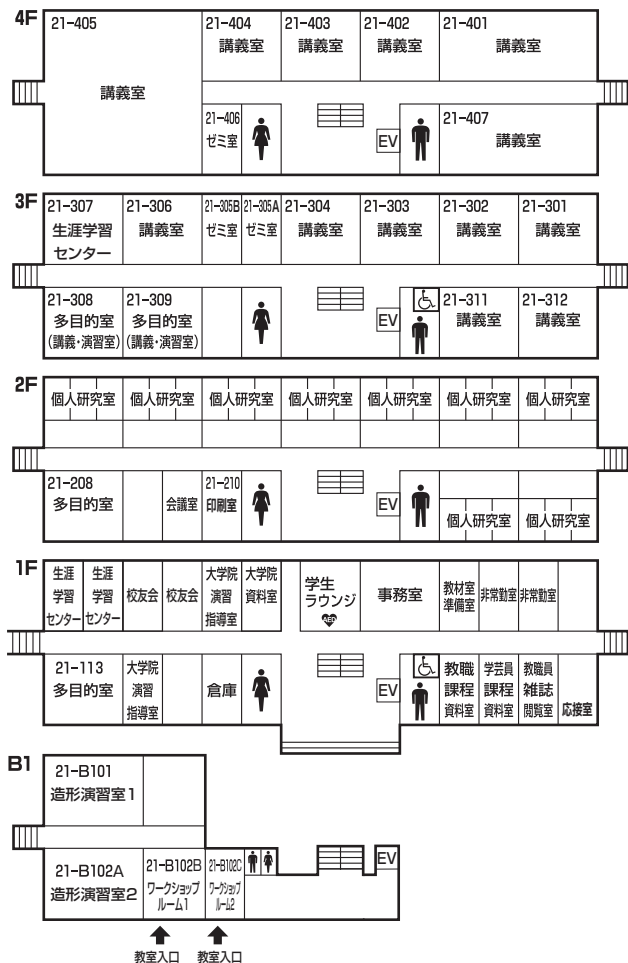 4F
21-405
講義室
21-404
講義室
21-403
講義室
21-402
講義室
21-401
講義室
21-406
ゼミ室
EV
21-407
講義室
3F
21-307
生涯学習
センター
21-306
講義室
21-305B
ゼミ室
21-305A
ゼミ室
21-304
講義室
21-303
講義室
21-302
講義室
21-301
講義室
21-308
多目的室
(講義・演習室)
21-309
多目的室
(講義・演習室)
EV
21-311
講義室
21-312
講義室
2F
個人研究室
個人研究室
個人研究室
個人研究室
個人研究室
個人研究室
個人研究室
21-208
多目的室
会議室
21-210
印刷室
EV
個人研究室
個人研究室
1F
生涯
学習
センター
生涯
学習
センター
校友会
校友会
大学院
演習
指導室
大学院
資料室
学生
ラウンジ
AED
事務室
教材室
準備室
非常勤室
非常勤室
21-113
多目的室
大学院
演習
指導室
倉庫
EV
教職
課程
資料室
学芸員
課程
資料室
教職員
雑誌
閲覧室
応接室
B1
21-B101
造形演習室1
21-B102A
造形演習室2
21-B102B
ワークショップ
ルーム1
21-B102C
ワークショップ
ルーム2
EV
教室入口
教室入口